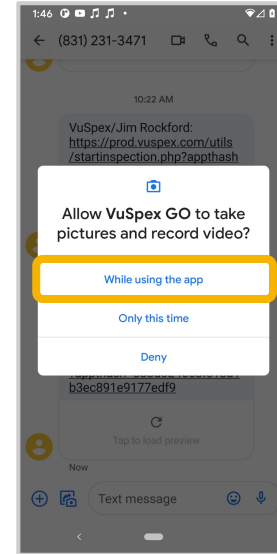 1:46
(831) 231-3471
10:22 AM
VuSpex/Jim Rockford:
https://prod.vuspex.com/utils
/startinspection.php?appthash
Allow VuSpex GO to take
pictures and record video?
While using the app
Only this time
Deny
b3ec891e9177edf9
Tap to load preview
Now
Text message